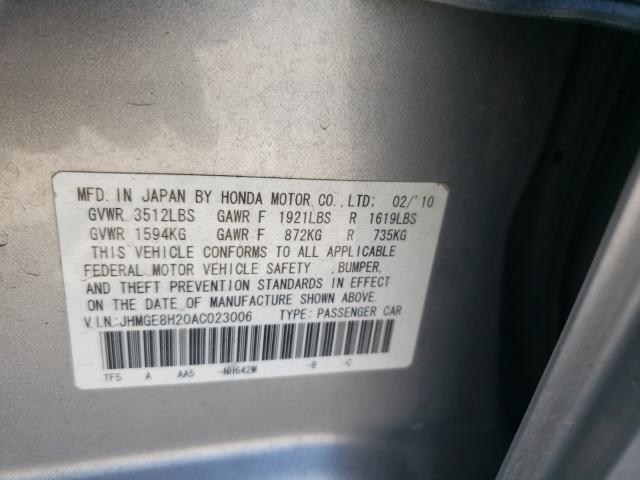 MFD. IN JAPAN BY HONDA MOTOR CO.,LTD: 02/'10
GVWR 3512LBS GAWR F 1921LBS R 1619LBS
GVWR 1594KG GAWR F 872KG R 735KG
THIS VEHICLE CONFORMS TO ALL APPLICABLE
FEDERAL MOTOR VEHICLE SAFETY ,BUMPER,
AND THEFT PREVENTION STANDARDS IN EFFECT
ON THE DATE OF MANUFACTURE SHOWN ABOVE.
V.I.N:JHMGE8H20AC023006 TYPE: PASSENGER CAR
TF5 A AA5 -NH642M -B -C